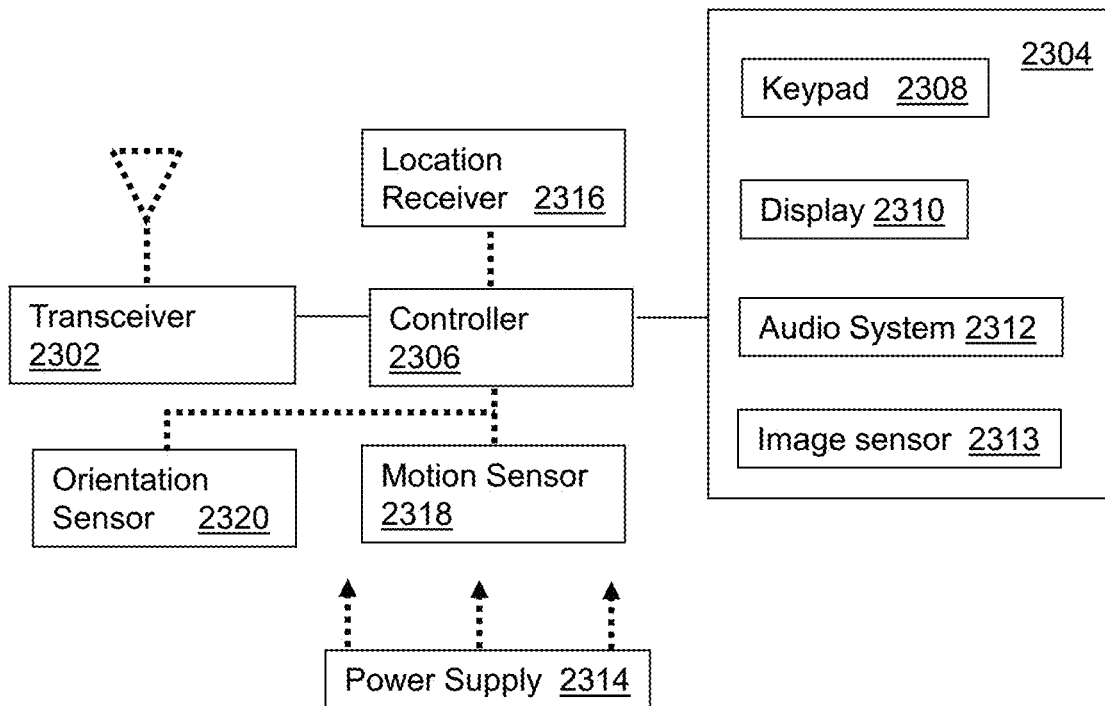 2304
Keypad 2308
Display 2310
Audio System 2312
Image sensor 2313
Location
Receiver 2316
Transceiver
2302
Controller
2306
Orientation
Sensor 2320
Motion Sensor
2318
Power Supply 2314